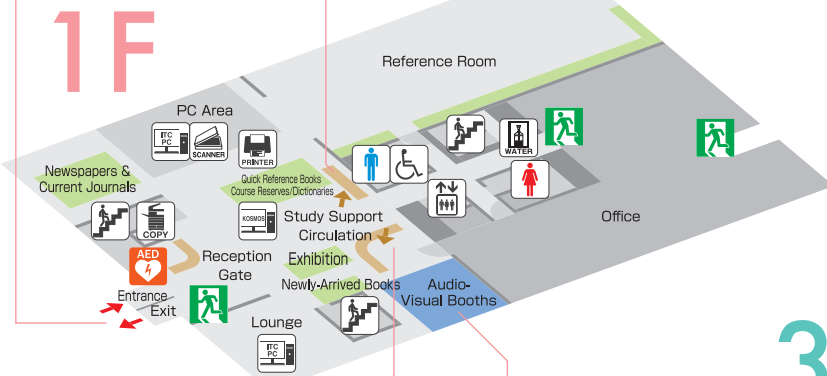 1F
Reference Room
PC Area
ITC
PC
SCANNER
PRINTER
WATER
Newspapers &
Current Journals
Quick Reference Books
Course Reserves/Dictionaries
COPY
KOSMOS
Study Support
Circulation
Office
AED
Reception
Gate
Exhibition
Newly-Arrived Books
Audio-
Visual Booths
Entrance
Exit
Lounge
ITC
PC
3